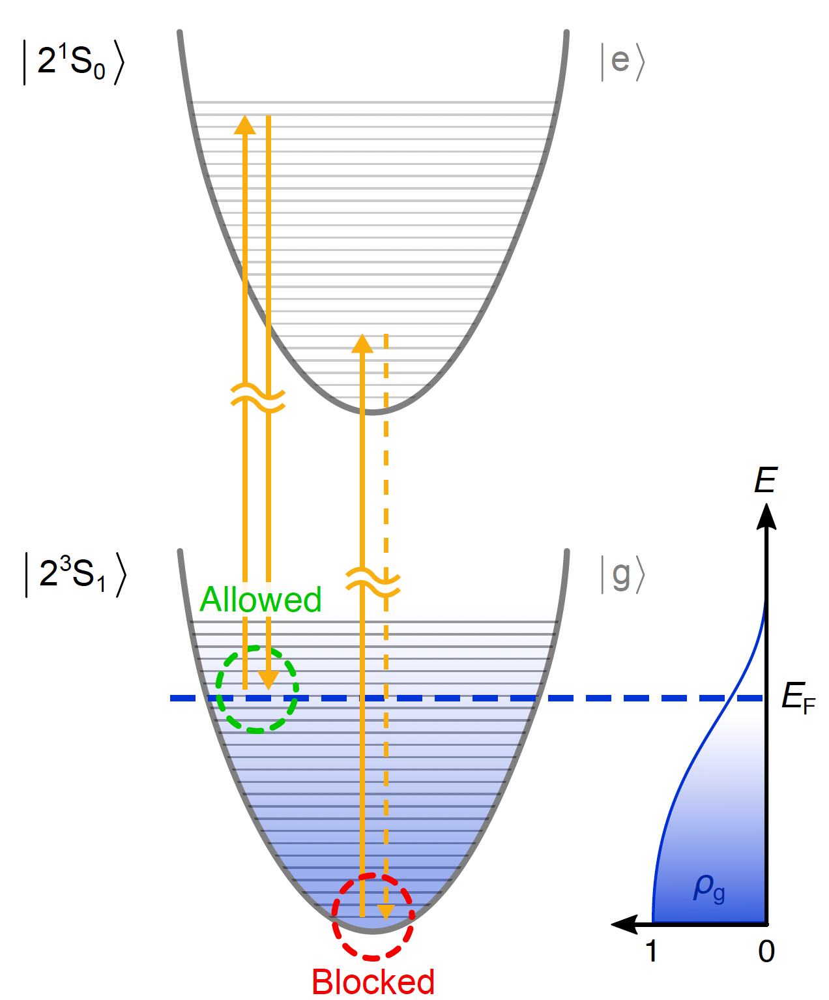 | 2¹S₀ ⟩
| e ⟩
E
| 2³S₁ ⟩
| g ⟩
Allowed
E_F
ρ_g
1
0
Blocked